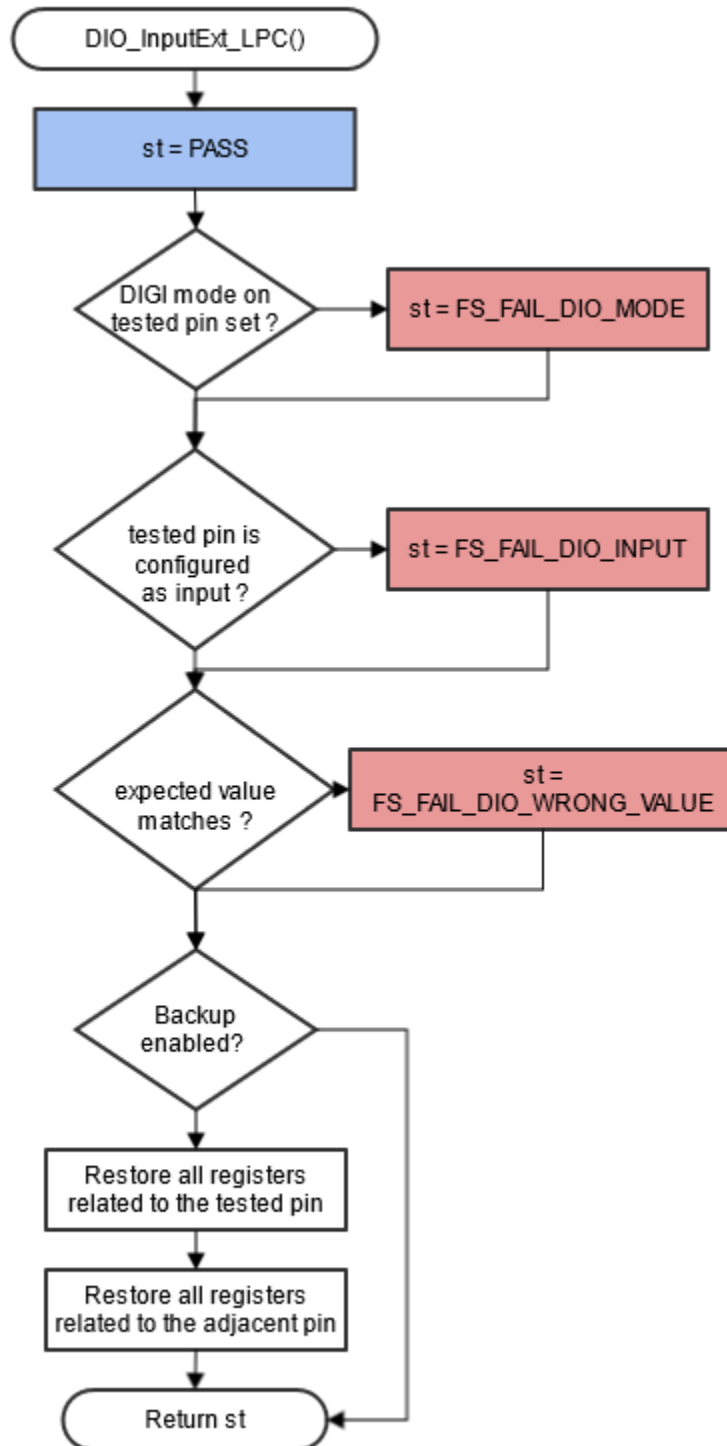 DIO_InputExt_LPC()
st = PASS
DIGI mode on
tested pin set ?
st = FS_FAIL_DIO_MODE
tested pin is
configured
as input ?
st = FS_FAIL_DIO_INPUT
expected value
matches ?
st =
FS_FAIL_DIO_WRONG_VALUE
Backup
enabled?
Restore all registers
related to the tested pin
Restore all registers
related to the adjacent pin
Return st